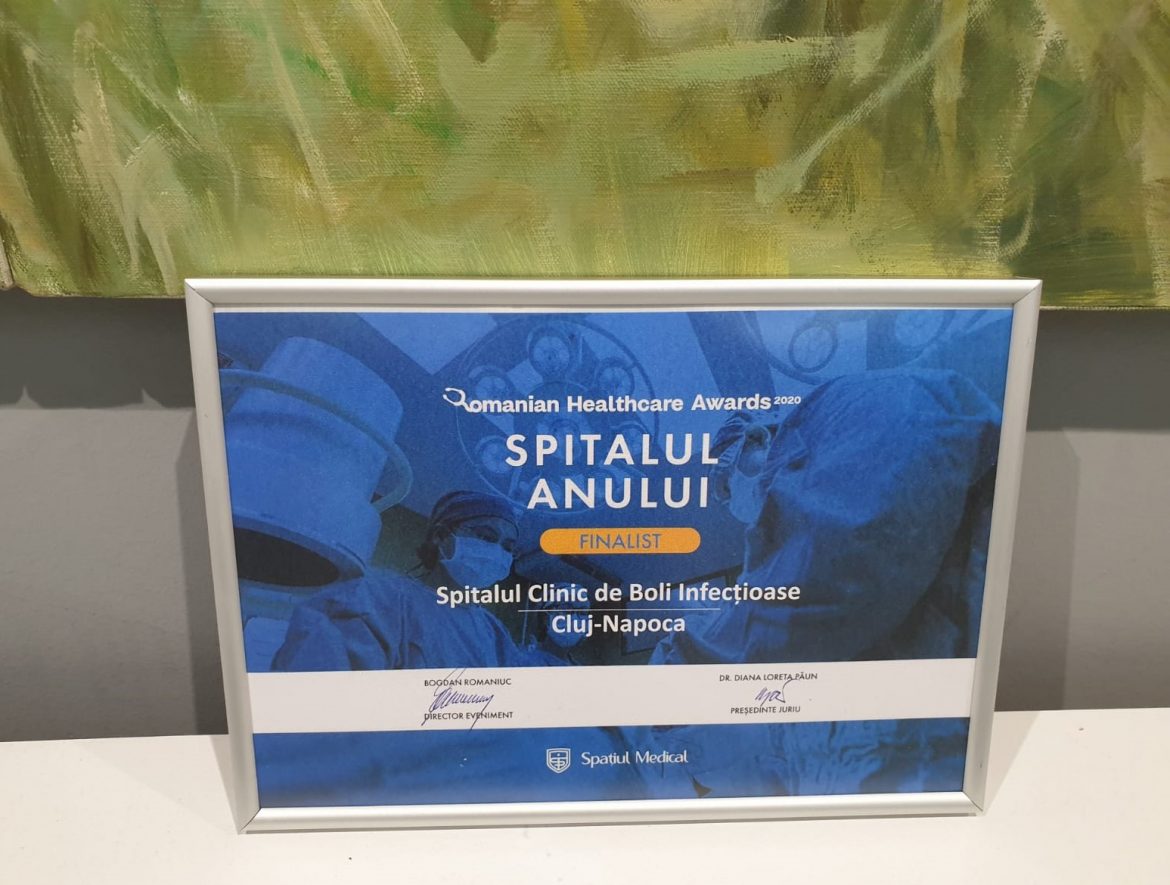 Romanian Healthcare Awards 2020
SPITALUL
ANULUI
FINALIST
Spitalul Clinic de Boli Infecțioase
Cluj-Napoca
BOGDAN ROMANIUC
DIRECTOR EVENIMENT
DR. DIANA LORETA PĂUN
PREȘEDINTE JURIU
Spațiul Medical